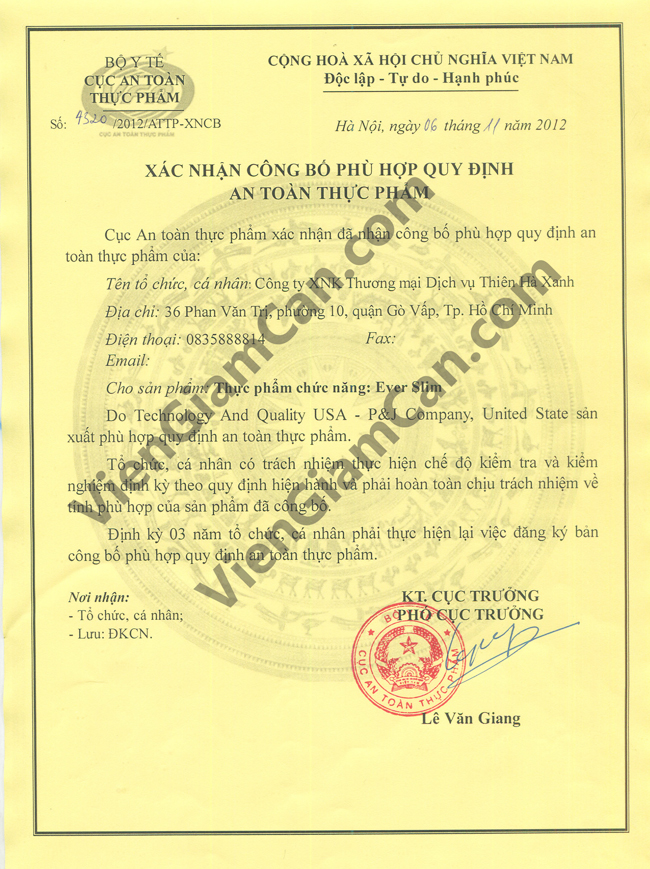 BỘ Y TẾ
CỤC AN TOÀN
THỰC PHẨM
CỤC AN TOÀN THỰC PHẨM
Số: 4520/2012/ATTP-XNCB
CỘNG HOÀ XÃ HỘI CHỦ NGHĨA VIỆT NAM
Độc lập - Tự do - Hạnh phúc
Hà Nội, ngày 06 tháng 11 năm 2012
XÁC NHẬN CÔNG BỐ PHÙ HỢP QUY ĐỊNH
AN TOÀN THỰC PHẨM
Cục An toàn thực phẩm xác nhận đã nhận công bố phù hợp quy định an
toàn thực phẩm của:
Tên tổ chức, cá nhân: Công ty XNK Thương mại Dịch vụ Thiên Hà Xanh
Địa chỉ: 36 Phan Văn Trị, phường 10, quận Gò Vấp, Tp. Hồ Chí Minh
Điện thoại: 0835888814 Fax:
Email:
Cho sản phẩm: Thực phẩm chức năng: Ever Slim
Do Technology And Quality USA - P&J Company, United State sản
xuất phù hợp quy định an toàn thực phẩm.
Tổ chức, cá nhân có trách nhiệm thực hiện chế độ kiểm tra và kiểm
nghiệm định kỳ theo quy định hiện hành và phải hoàn toàn chịu trách nhiệm về
tính phù hợp của sản phẩm đã công bố.
Định kỳ 03 năm tổ chức, cá nhân phải thực hiện lại việc đăng ký bản
công bố phù hợp quy định an toàn thực phẩm.
Nơi nhận:
- Tổ chức, cá nhân;
- Lưu: ĐKCN.
KT. CỤC TRƯỞNG
PHÓ CỤC TRƯỞNG
BỘ Y TẾ
CỤC AN TOÀN THỰC PHẨM
Lê Văn Giang
VienGiamCan.com
VienGiamCan.com